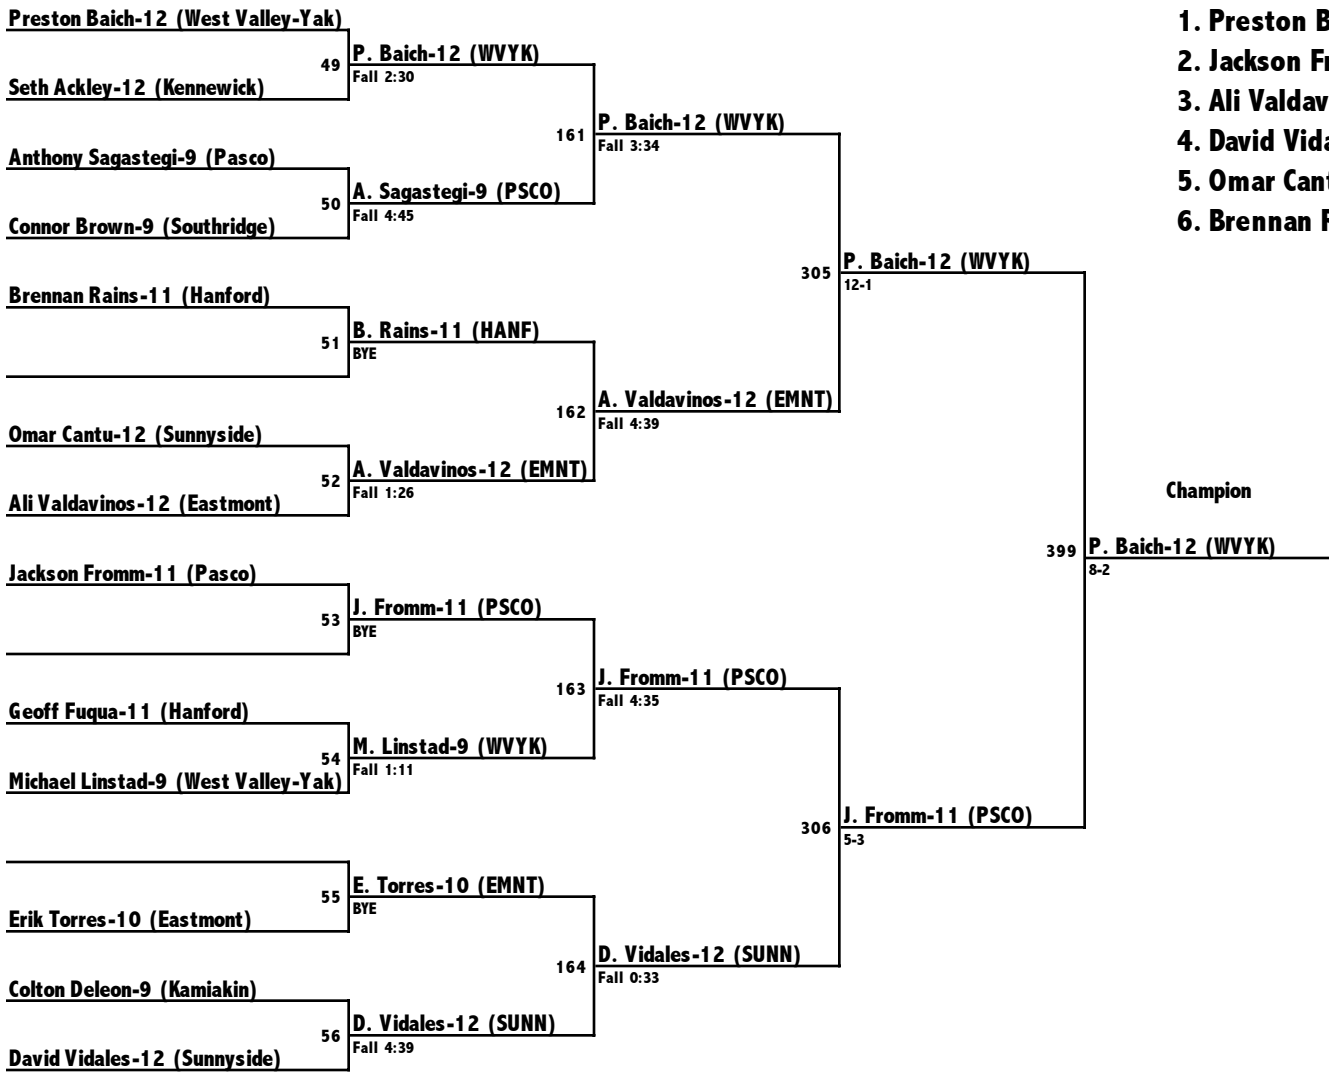 Preston Baich-12 (West Valley-Yak)
49
P. Baich-12 (WVYK)
Fall 2:30
Seth Ackley-12 (Kennewick)
161
P. Baich-12 (WVYK)
Fall 3:34
Anthony Sagastegi-9 (Pasco)
50
A. Sagastegi-9 (PSCO)
Fall 4:45
Connor Brown-9 (Southridge)
305
P. Baich-12 (WVYK)
12-1
Brennan Rains-11 (Hanford)
51
B. Rains-11 (HANF)
BYE
162
A. Valdavinos-12 (EMNT)
Fall 4:39
Omar Cantu-12 (Sunnyside)
52
A. Valdavinos-12 (EMNT)
Fall 1:26
Ali Valdavinos-12 (Eastmont)
Champion
399
P. Baich-12 (WVYK)
8-2
Jackson Fromm-11 (Pasco)
53
J. Fromm-11 (PSCO)
BYE
163
J. Fromm-11 (PSCO)
Fall 4:35
Geoff Fuqua-11 (Hanford)
54
M. Linstad-9 (WVYK)
Fall 1:11
Michael Linstad-9 (West Valley-Yak)
306
J. Fromm-11 (PSCO)
5-3
55
E. Torres-10 (EMNT)
BYE
Erik Torres-10 (Eastmont)
164
D. Vidales-12 (SUNN)
Fall 0:33
Colton Deleon-9 (Kamiakin)
56
D. Vidales-12 (SUNN)
Fall 4:39
David Vidales-12 (Sunnyside)
1. Preston
2. Jackson
3. Ali Valdav
4. David Vid
5. Omar Cant
6. Brennan